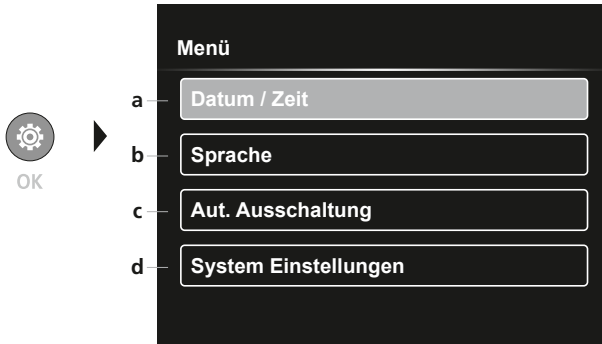 Menü
a Datum / Zeit
b Sprache
OK
c Aut. Ausschaltung
d System Einstellungen